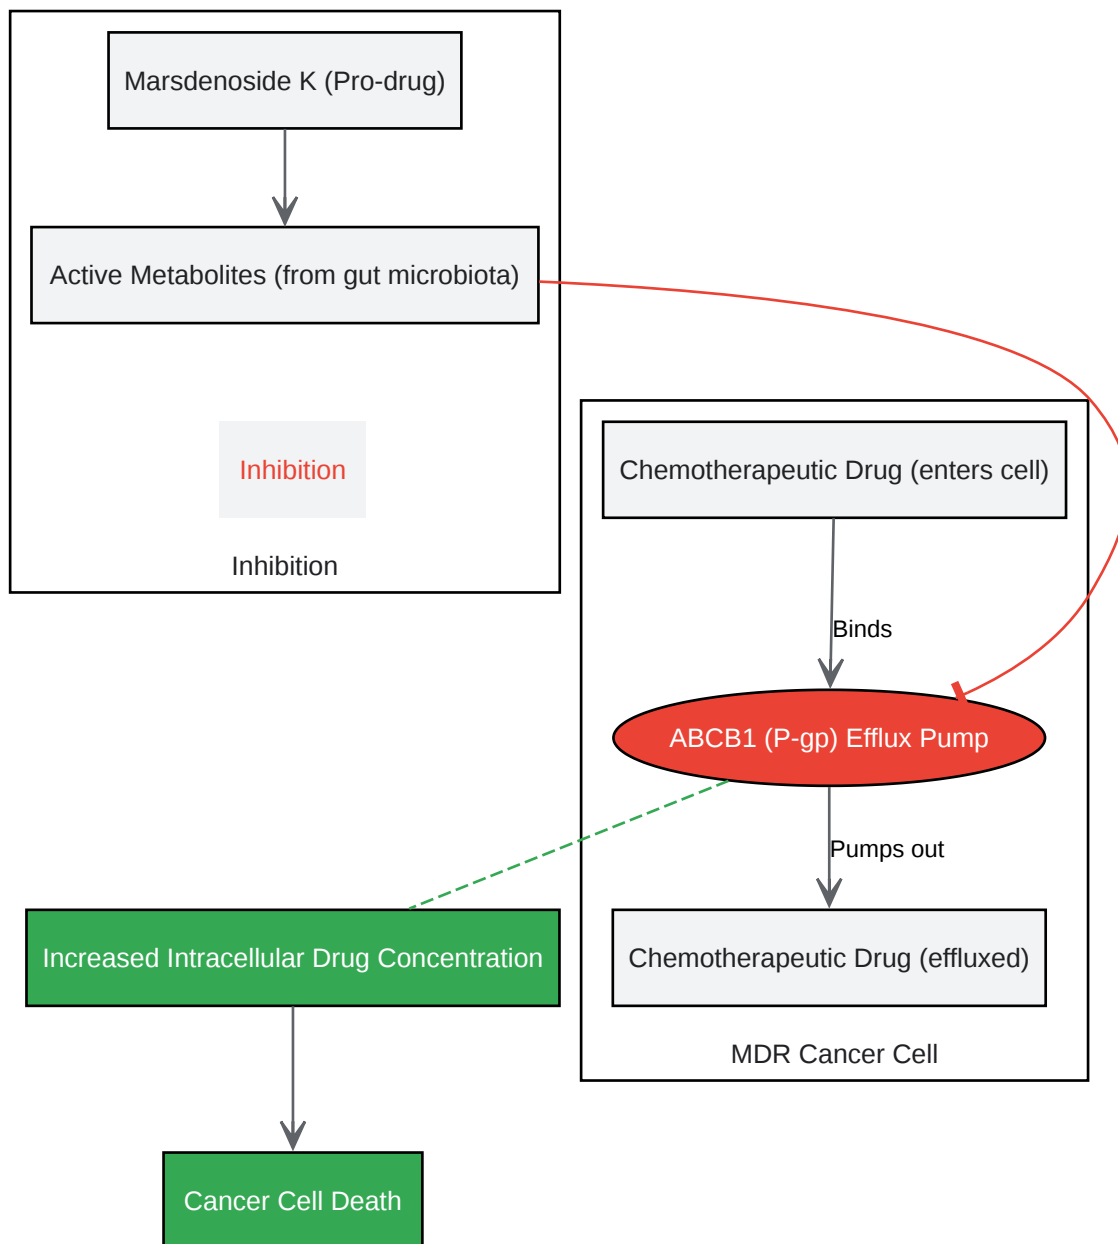 Marsdenoside K (Pro-drug)
Active Metabolites (from gut microbiota)
Inhibition
Inhibition
Chemotherapeutic Drug (enters cell)
Binds
ABCB1 (P-gp) Efflux Pump
Pumps out
Chemotherapeutic Drug (effluxed)
MDR Cancer Cell
Increased Intracellular Drug Concentration
Cancer Cell Death